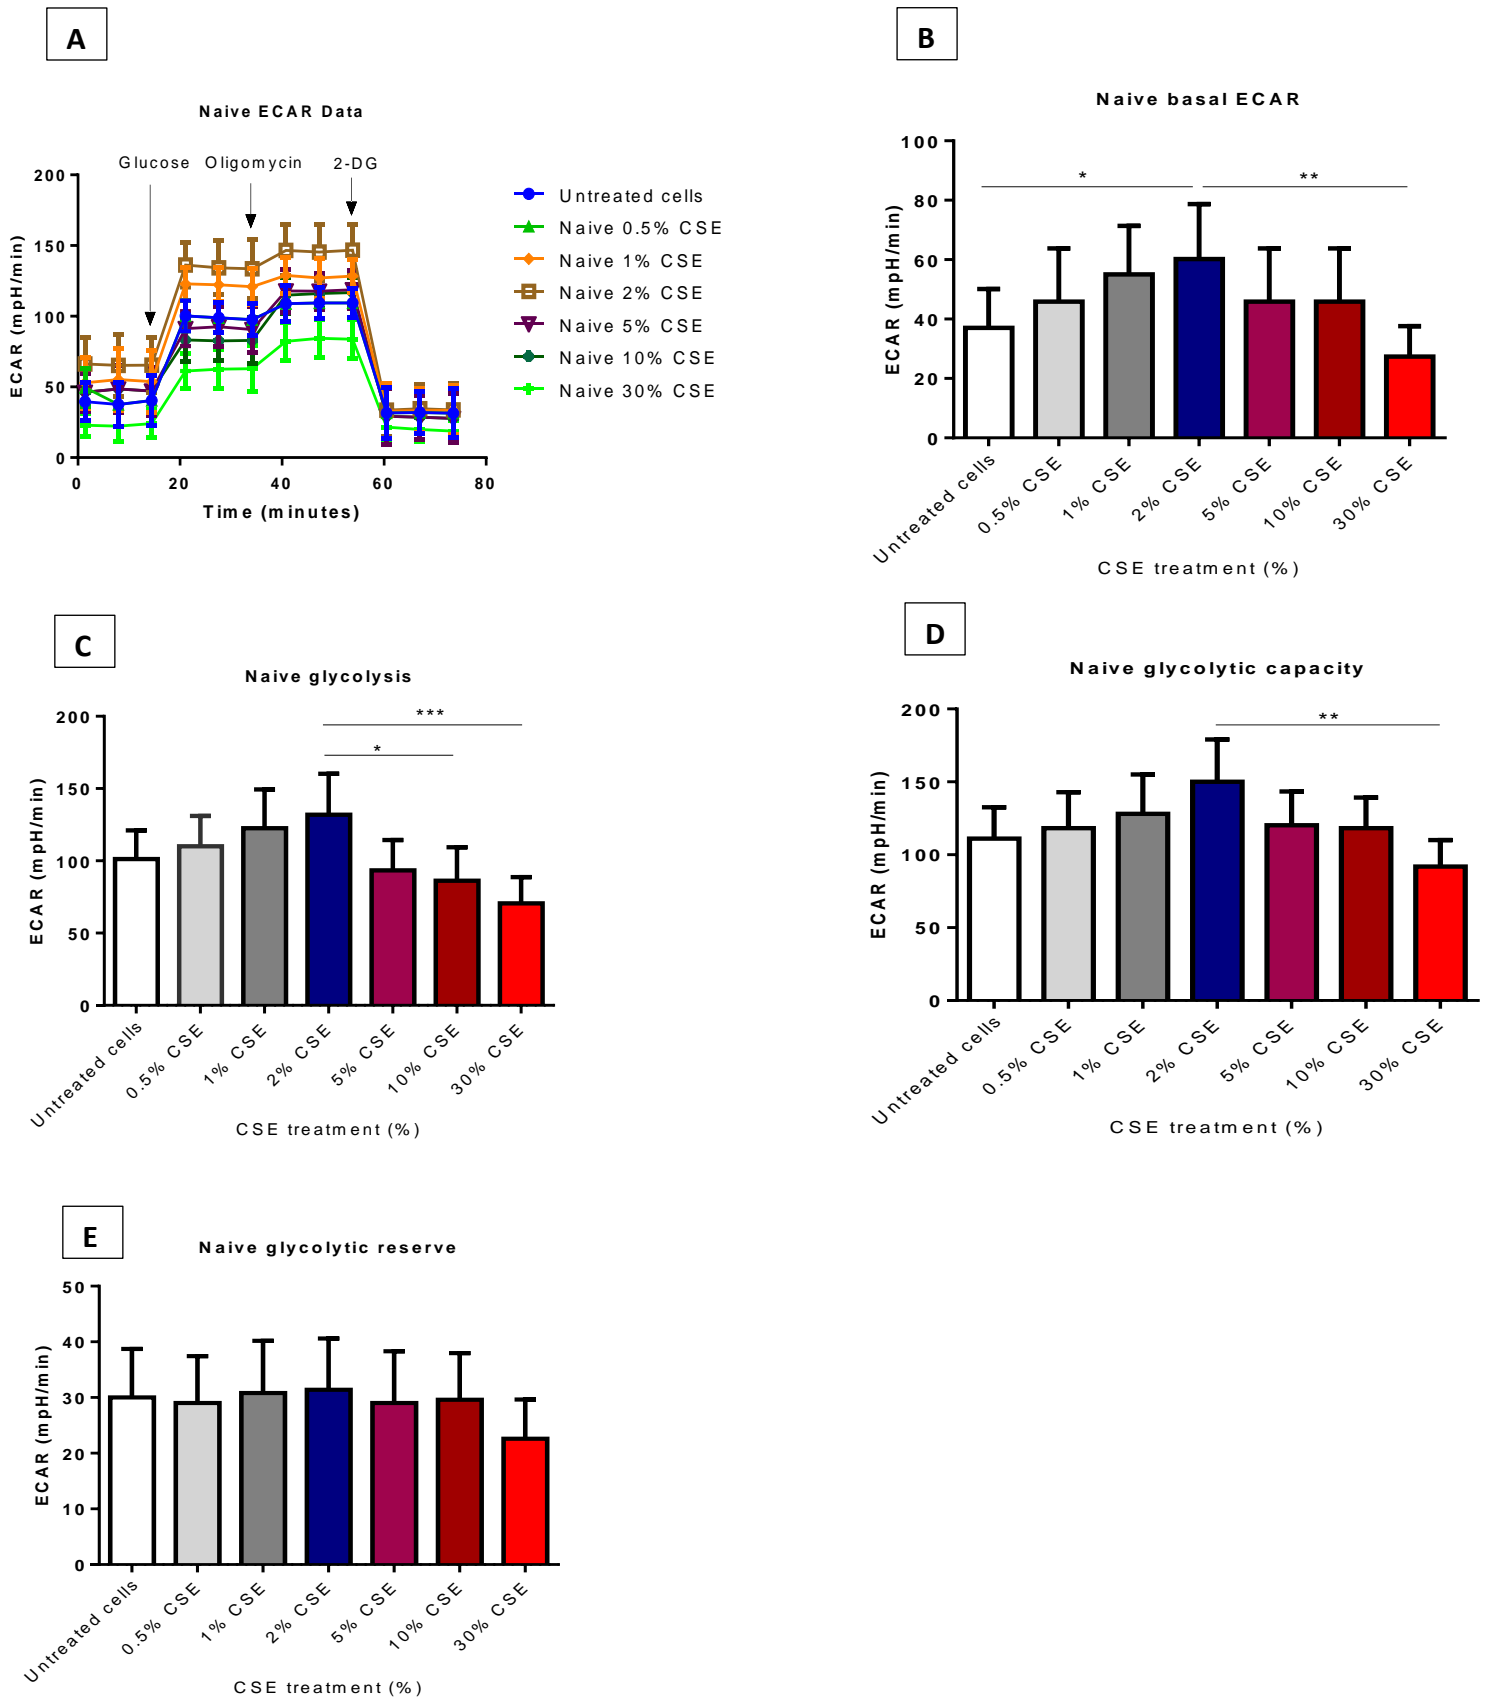 A
Naive ECAR Data
Glucose Oligomycin 2-DG
ECAR (mpH/min)
200
150
100
50
0
0 20 40 60 80
Time (minutes)
Untreated cells
Naive 0.5% CSE
Naive 1% CSE
Naive 2% CSE
Naive 5% CSE
Naive 10% CSE
Naive 30% CSE
B
Naive basal ECAR
ECAR (mpH/min)
100
80
60
40
20
0
* **
Untreated cells
0.5% CSE
1% CSE
2% CSE
5% CSE
10% CSE
30% CSE
CSE treatment (%)
C
Naive glycolysis
ECAR (mpH/min)
200
150
100
50
0
***
*
Untreated cells
0.5% CSE
1% CSE
2% CSE
5% CSE
10% CSE
30% CSE
CSE treatment (%)
D
Naive glycolytic capacity
ECAR (mpH/min)
200
150
100
50
0
**
Untreated cells
0.5% CSE
1% CSE
2% CSE
5% CSE
10% CSE
30% CSE
CSE treatment (%)
E
Naive glycolytic reserve
ECAR (mpH/min)
50
40
30
20
10
0
Untreated cells
0.5% CSE
1% CSE
2% CSE
5% CSE
10% CSE
30% CSE
CSE treatment (%)